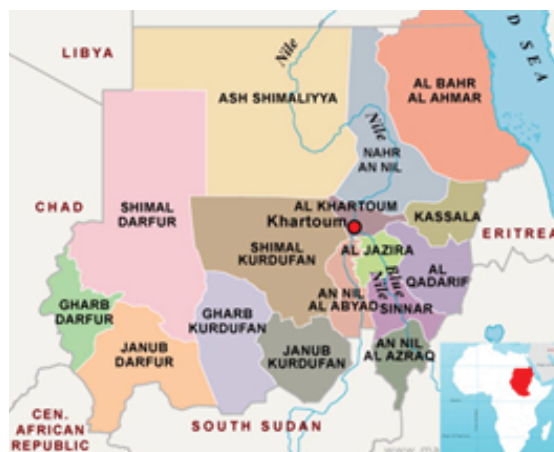 LIBYA
Nile
D SEA
ASH SHIMALIYYA
AL BAHR
AL AHMAR
Nile
NAHR
AN NIL
CHAD
SHIMAL
DARFUR
AL KHARTOUM
Khartoum
KASSALA
ERITREA
SHIMAL
KURDUFAN
AL JAZIRA
AL
QADARIF
GHARB
DARFUR
GHARB
KURDUFAN
AN NIL
AL ABYAD
Nile
Blue
SINNAR
JANUB
DARFUR
JANUB
KURDUFAN
AN NIL
AL AZRAQ
CEN.
AFRICAN
REPUBLIC
SOUTH SUDAN